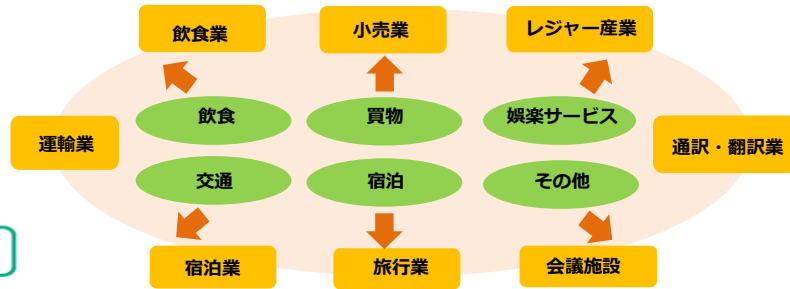 飲食業
小売業
レジャー産業
飲食
買物
娯楽サービス
運輸業
通訳・翻訳業
交通
宿泊
その他
宿泊業
旅行業
会議施設